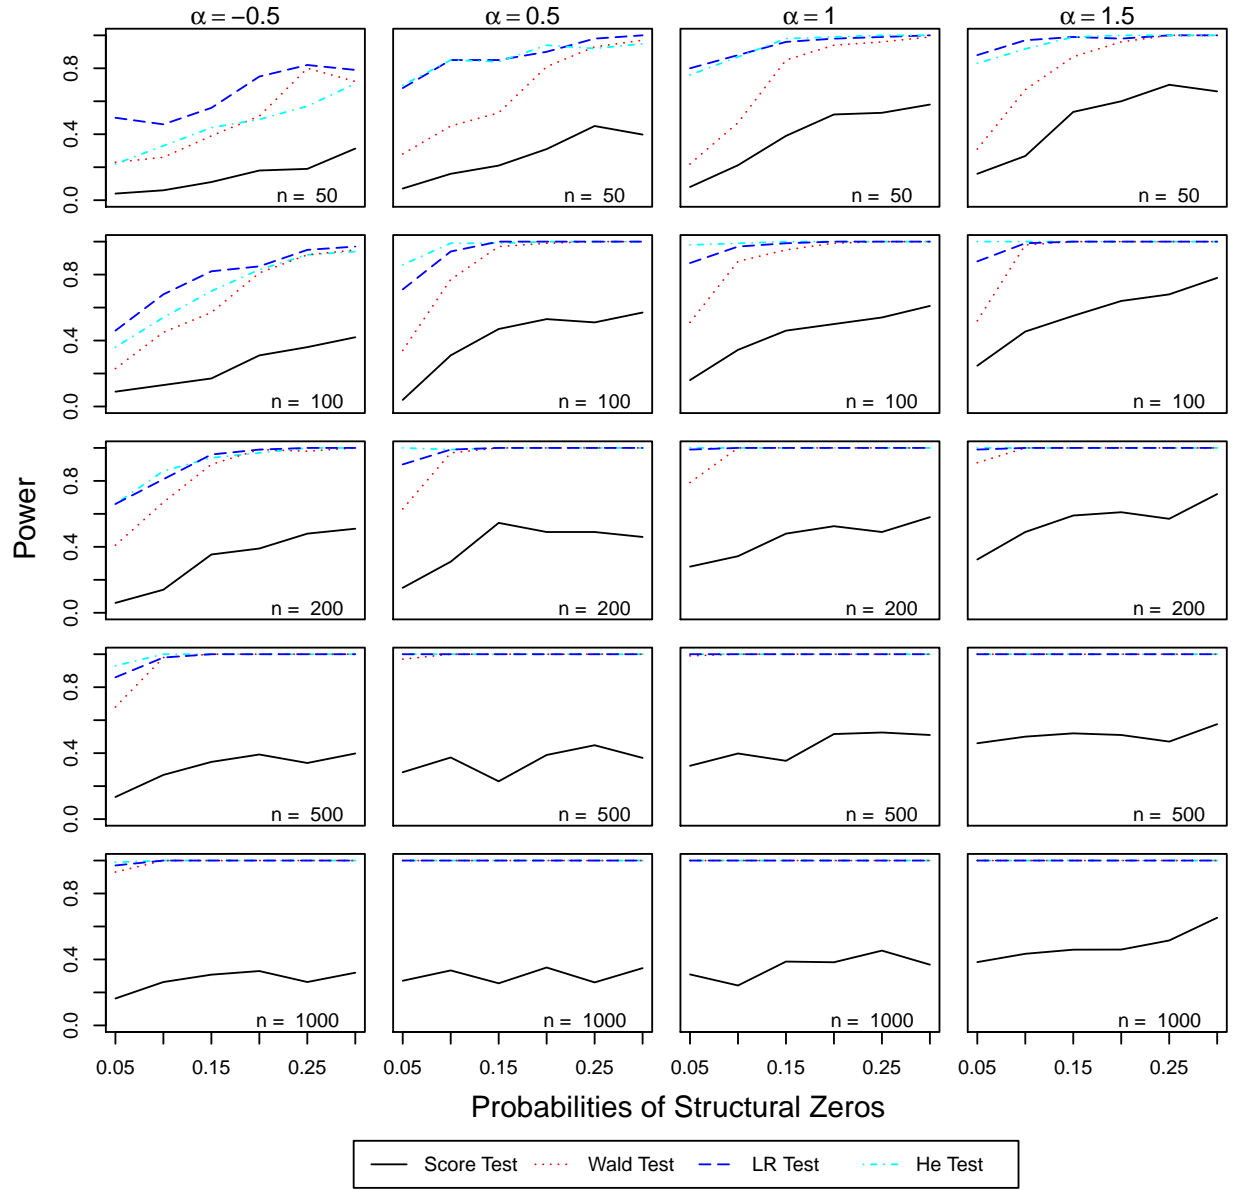 α = −0.5 α = 0.5 α = 1 α = 1.5
0.0 0.4 0.8
n = 50 n = 50 n = 50 n = 50
0.0 0.4 0.8
n = 100 n = 100 n = 100 n = 100
Power
0.0 0.4 0.8
n = 200 n = 200 n = 200 n = 200
0.0 0.4 0.8
n = 500 n = 500 n = 500 n = 500
0.0 0.4 0.8
n = 1000 n = 1000 n = 1000 n = 1000
0.05 0.15 0.25 0.05 0.15 0.25 0.05 0.15 0.25 0.05 0.15 0.25
Probabilities of Structural Zeros
Score Test Wald Test LR Test He Test